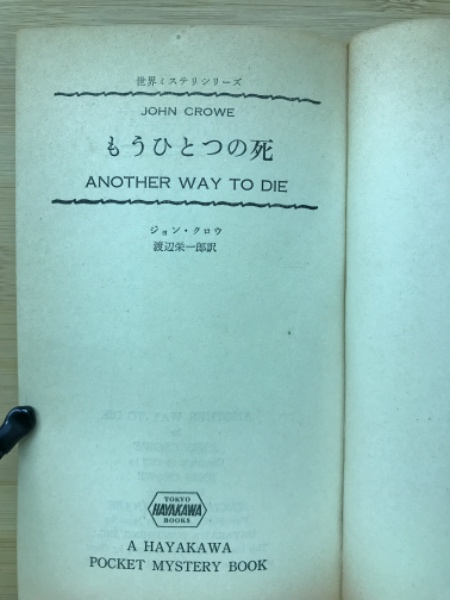 世界ミステリシリーズ
JOHN CROWE
もうひとつの死
ANOTHER WAY TO DIE
ジョン・クロウ
渡辺栄一郎訳
TOKYO
HAYAKAWA
BOOKS
A HAYAKAWA
POCKET MYSTERY BOOK